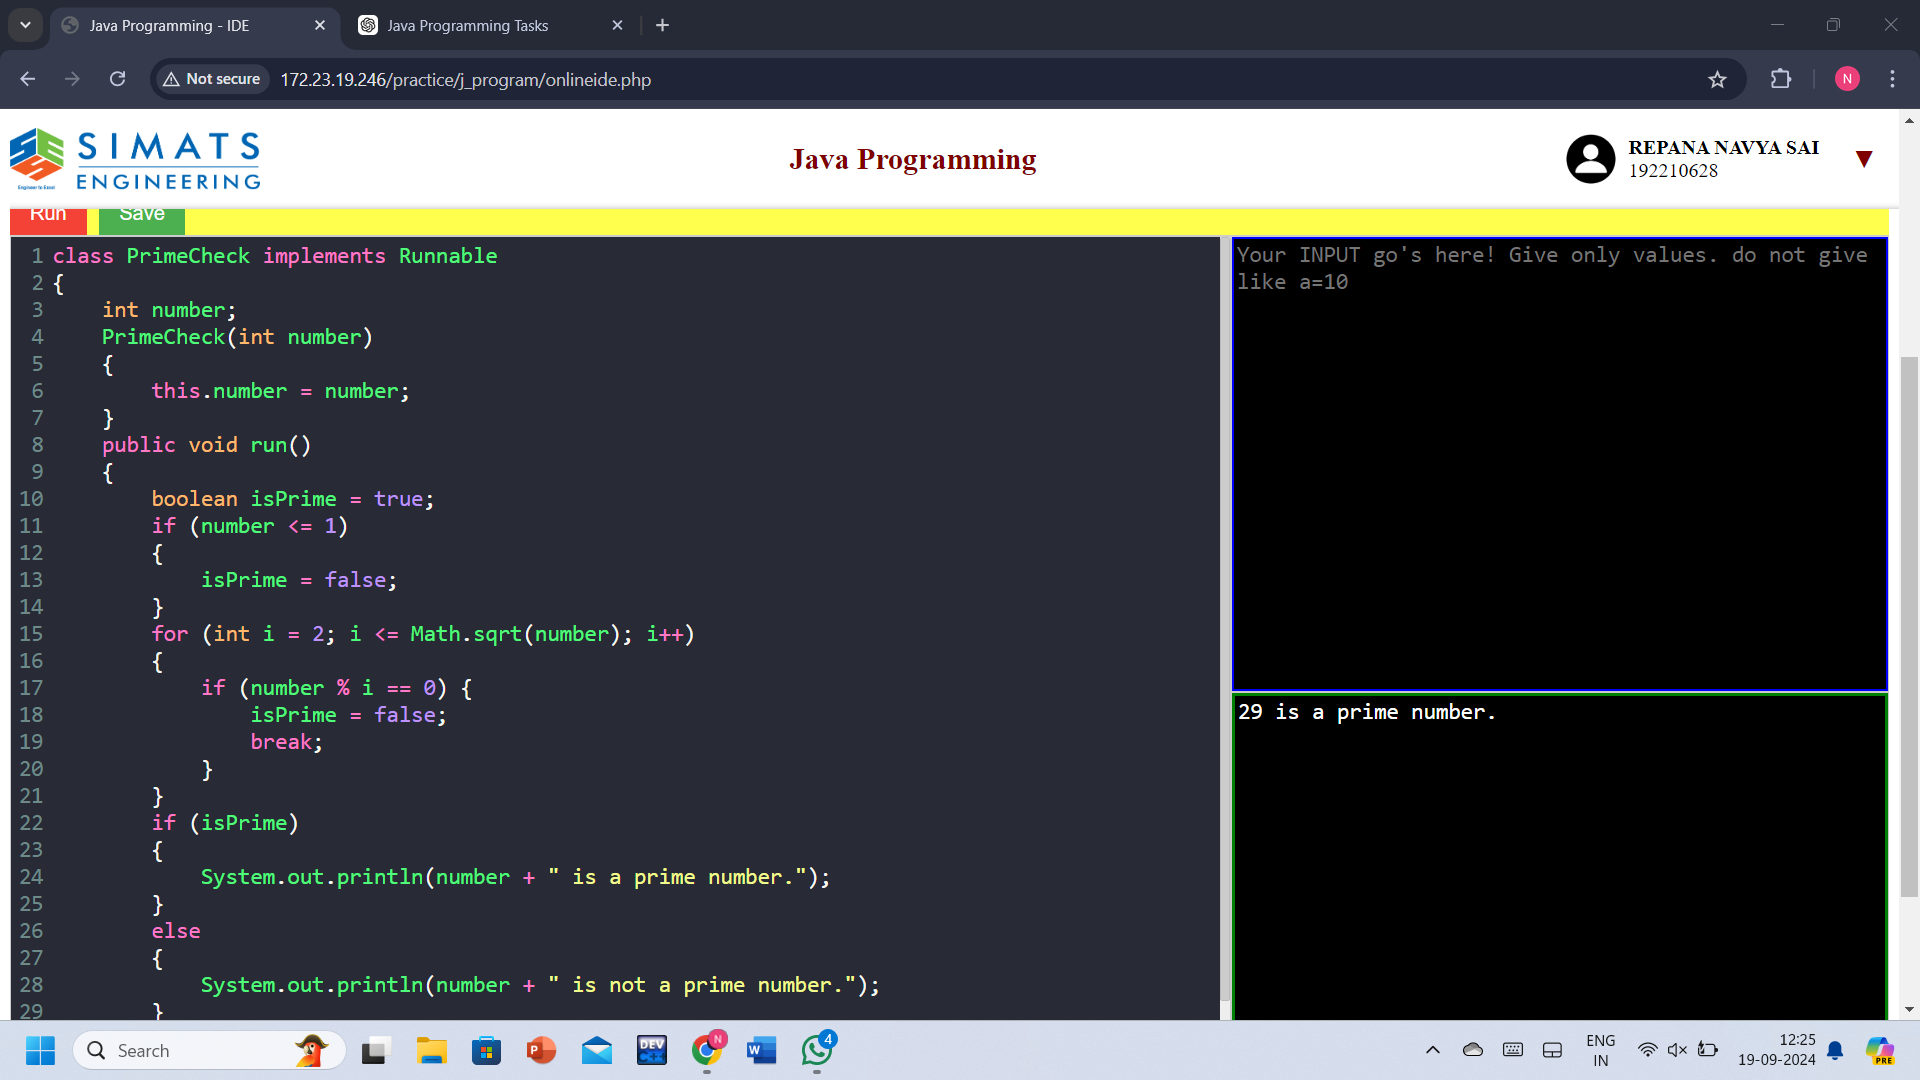 Java Programming - IDE
Java Programming Tasks
Not secure
172.23.19.246/practice/j_program/onlineide.php
N
SIMATS
ENGINEERING
Engineer to Excel
Java Programming
REPANA NAVYA SAI
192210628
Run
Save
1 class PrimeCheck implements Runnable
2 {
3 int number;
4 PrimeCheck(int number)
5 {
6 this.number = number;
7 }
8 public void run()
9 {
10 boolean isPrime = true;
11 if (number <= 1)
12 {
13 isPrime = false;
14 }
15 for (int i = 2; i <= Math.sqrt(number); i++)
16 {
17 if (number % i == 0) {
18 isPrime = false;
19 break;
20 }
21 }
22 if (isPrime)
23 {
24 System.out.println(number + " is a prime number.");
25 }
26 else
27 {
28 System.out.println(number + " is not a prime number.");
29 }
Your INPUT go's here! Give only values. do not give
like a=10
29 is a prime number.
Search
P
DEV
C++
N
W
4
ENG
IN
12:25
19-09-2024
PRE